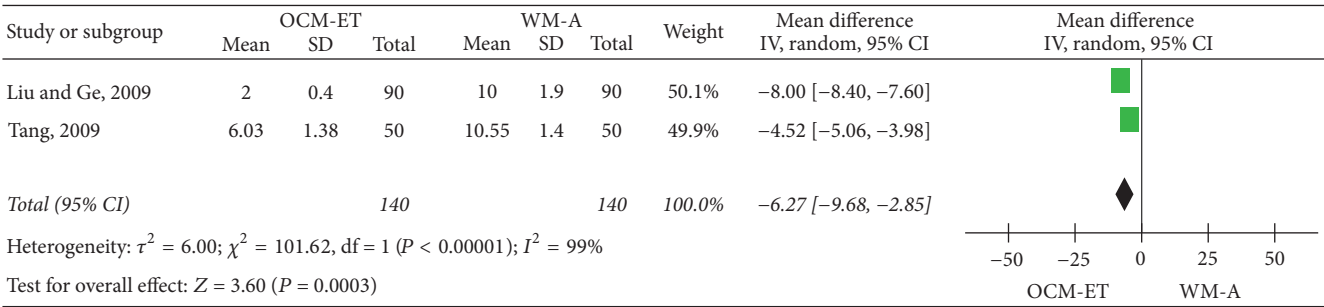 Study or subgroup OCM-ET WM-A Weight Mean difference Mean difference
Mean SD Total Mean SD Total IV, random, 95% CI IV, random, 95% CI
Liu and Ge, 2009 2 0.4 90 10 1.9 90 50.1% −8.00 [−8.40, −7.60]
Tang, 2009 6.03 1.38 50 10.55 1.4 50 49.9% −4.52 [−5.06, −3.98]
Total (95% CI) 140 140 100.0% −6.27 [−9.68, −2.85]
Heterogeneity: τ² = 6.00; χ² = 101.62, df = 1 (P < 0.00001); I² = 99%
Test for overall effect: Z = 3.60 (P = 0.0003)
−50 −25 0 25 50
OCM-ET WM-A